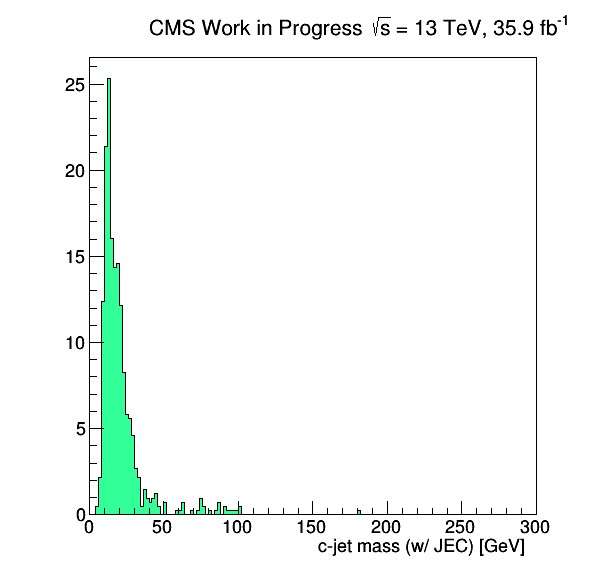 CMS Work in Progress √s = 13 TeV, 35.9 fb⁻¹
25
20
15
10
5
0
0 50 100 150 200 250 300
c-jet mass (w/ JEC) [GeV]